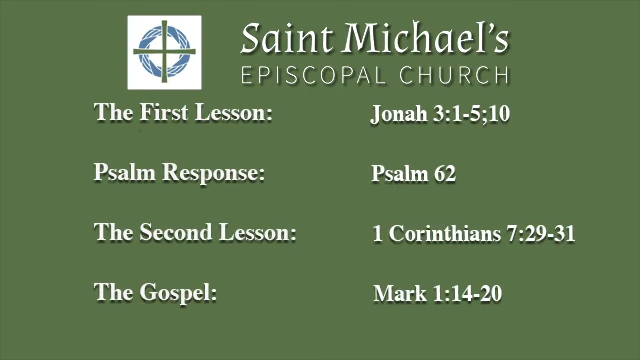 Saint Michael's
EPISCOPAL CHURCH
The First Lesson: Jonah 3:1-5;10
Psalm Response: Psalm 62
The Second Lesson: 1 Corinthians 7:29-31
The Gospel: Mark 1:14-20